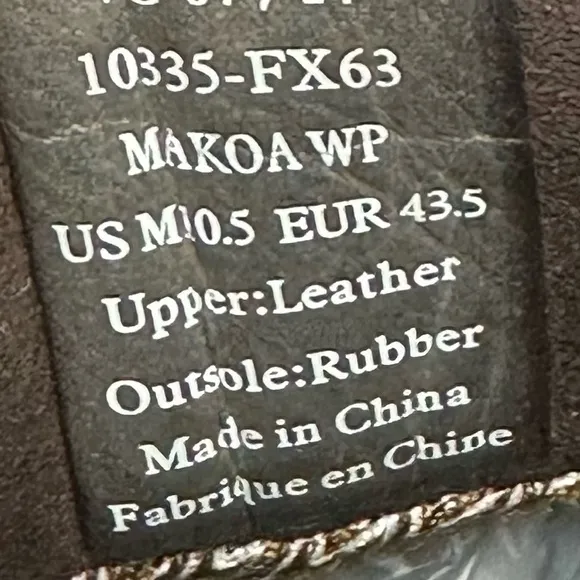 10335-FX63
MAKOA WP
US M10.5 EUR 43.5
Upper:Leather
Outsole:Rubber
Made in China
Fabrique en Chine